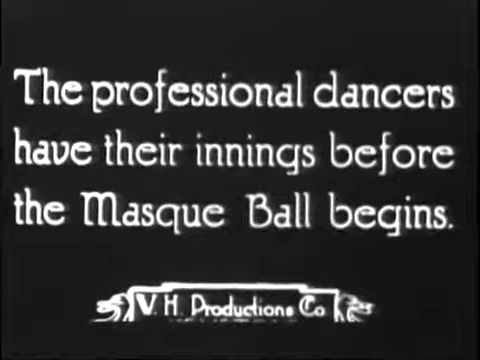 The professional dancers
have their innings before
the Masque Ball begins.
V. H. Productions Co